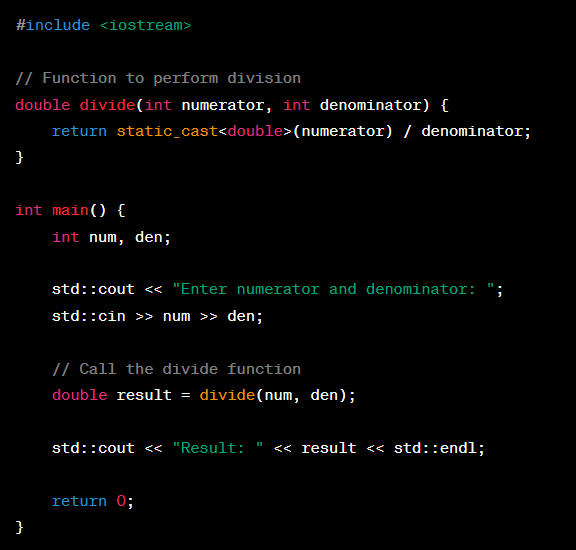 #include <iostream>

// Function to perform division
double divide(int numerator, int denominator) {
    return static_cast<double>(numerator) / denominator;
}

int main() {
    int num, den;

    std::cout << "Enter numerator and denominator: ";
    std::cin >> num >> den;

    // Call the divide function
    double result = divide(num, den);

    std::cout << "Result: " << result << std::endl;

    return 0;
}